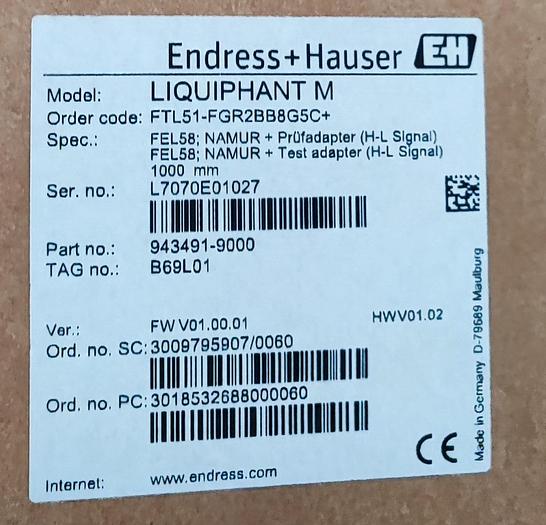 Endress+Hauser EH
Model: LIQUIPHANT M
Order code: FTL51-FGR2BB8G5C+
Spec.: FEL58; NAMUR + Prüfadapter (H-L Signal)
FEL58; NAMUR + Test adapter (H-L Signal)
1000 mm
Ser. no.: L7070E01027
Part no.: 943491-9000
TAG no.: B69L01
Ver.: FW V01.00.01 HWV01.02
Ord. no. SC: 3009795907/0060
Ord. no. PC: 3018532688000060
Internet: www.endress.com
CE
Made in Germany D-79689 Maulburg